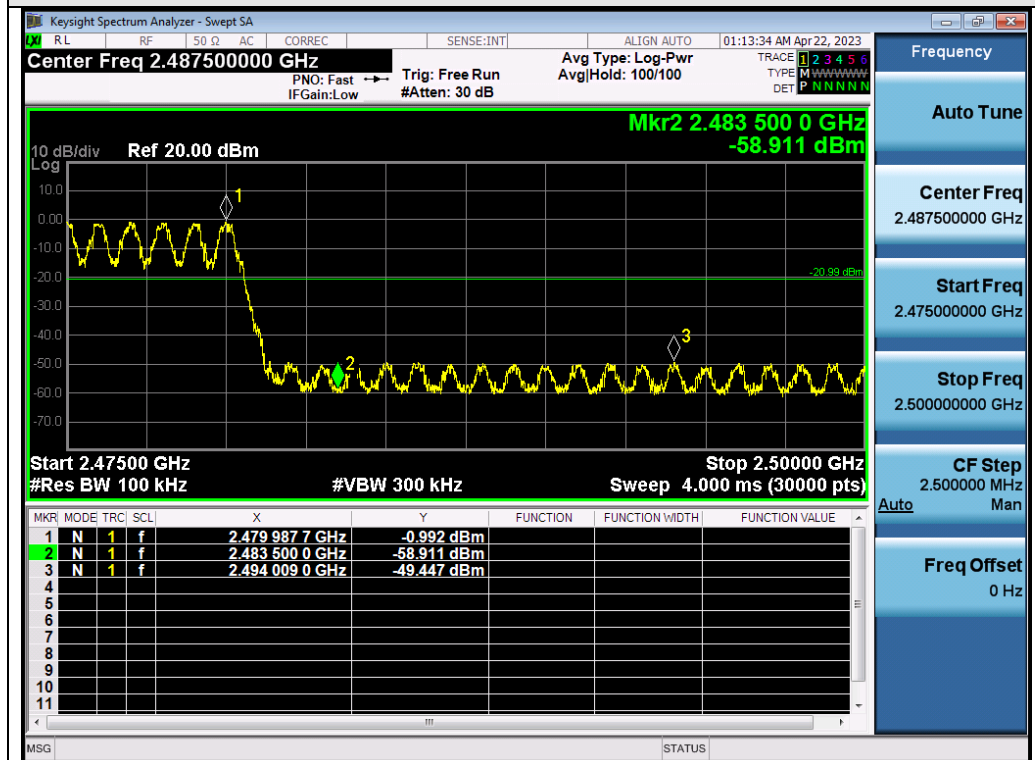 Keysight Spectrum Analyzer - Swept SA
LXI RL RF 50 Ω AC CORREC SENSE:INT ALIGN AUTO 01:13:34 AM Apr 22, 2023
Center Freq 2.487500000 GHz
PNO: Fast
IFGain:Low
Trig: Free Run
#Atten: 30 dB
Avg Type: Log-Pwr
Avg|Hold: 100/100
TRACE 1 2 3 4 5 6
TYPE M WWWWW
DET P N N N N N
Mkr2 2.483 500 0 GHz
-58.911 dBm
10 dB/div Ref 20.00 dBm
Log
10.0
0.00
-10.0
-20.0
-30.0
-40.0
-50.0
-60.0
-70.0
1
-20.99 dBm
3
2
Start 2.47500 GHz Stop 2.50000 GHz
#Res BW 100 kHz #VBW 300 kHz Sweep 4.000 ms (30000 pts)
MKR MODE TRC SCL X Y FUNCTION FUNCTION WIDTH FUNCTION VALUE
1 N 1 f 2.479 987 7 GHz -0.992 dBm
2 N 1 f 2.483 500 0 GHz -58.911 dBm
3 N 1 f 2.494 009 0 GHz -49.447 dBm
4
5
6
7
8
9
10
11
MSG STATUS
Frequency
Auto Tune
Center Freq
2.487500000 GHz
Start Freq
2.475000000 GHz
Stop Freq
2.500000000 GHz
CF Step
2.500000 MHz
Auto Man
Freq Offset
0 Hz